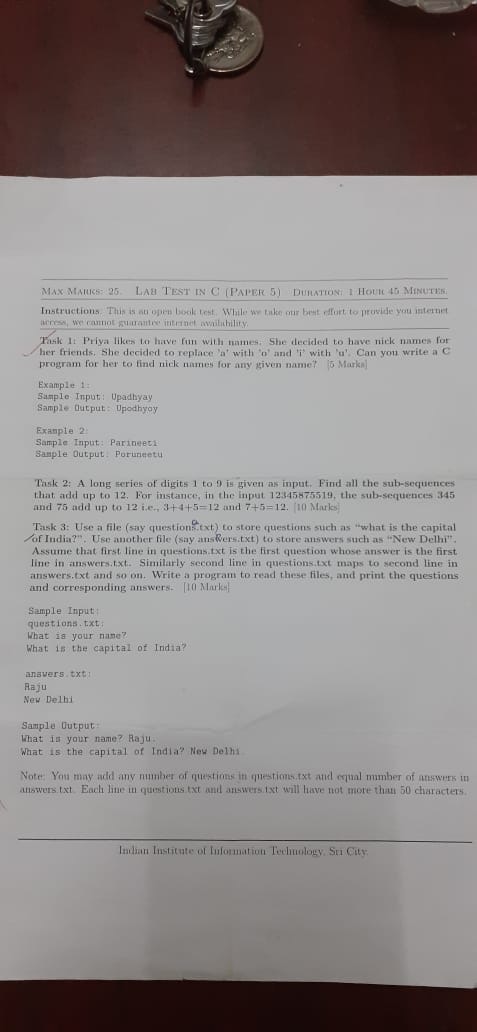 MAX MARKS: 25. LAB TEST IN C (PAPER 5) DURATION: 1 HOUR 45 MINUTES.
Instructions: This is an open book test. While we take our best effort to provide you internet
access, we cannot guarantee internet availability.
Task 1: Priya likes to have fun with names. She decided to have nick names for
her friends. She decided to replace 'a' with 'o' and 'i' with 'u'. Can you write a C
program for her to find nick names for any given name? [5 Marks]
Example 1:
Sample Input: Upadhyay
Sample Output: Upodhyoy
Example 2:
Sample Input: Parineeti
Sample Output: Poruneetu
Task 2: A long series of digits 1 to 9 is given as input. Find all the sub-sequences
that add up to 12. For instance, in the input 12345875519, the sub-sequences 345
and 75 add up to 12 i.e., 3+4+5=12 and 7+5=12. [10 Marks]
Task 3: Use a file (say questions.txt) to store questions such as "what is the capital
of India?". Use another file (say answers.txt) to store answers such as "New Delhi".
Assume that first line in questions.txt is the first question whose answer is the first
line in answers.txt. Similarly second line in questions.txt maps to second line in
answers.txt and so on. Write a program to read these files, and print the questions
and corresponding answers. [10 Marks]
Sample Input:
questions.txt:
What is your name?
What is the capital of India?
answers.txt:
Raju
New Delhi
Sample Output:
What is your name? Raju.
What is the capital of India? New Delhi.
Note: You may add any number of questions in questions.txt and equal number of answers in
answers.txt. Each line in questions.txt and answers.txt will have not more than 50 characters.
Indian Institute of Information Technology, Sri City.